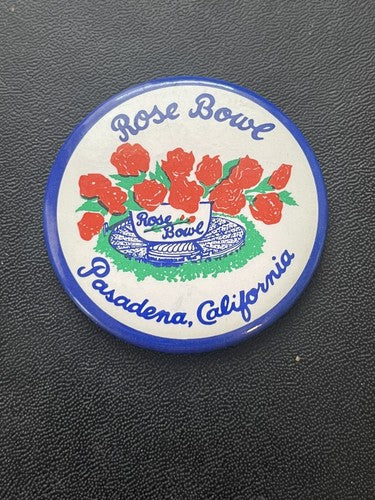 Rose Bowl
Rose
Bowl
Pasadena, California